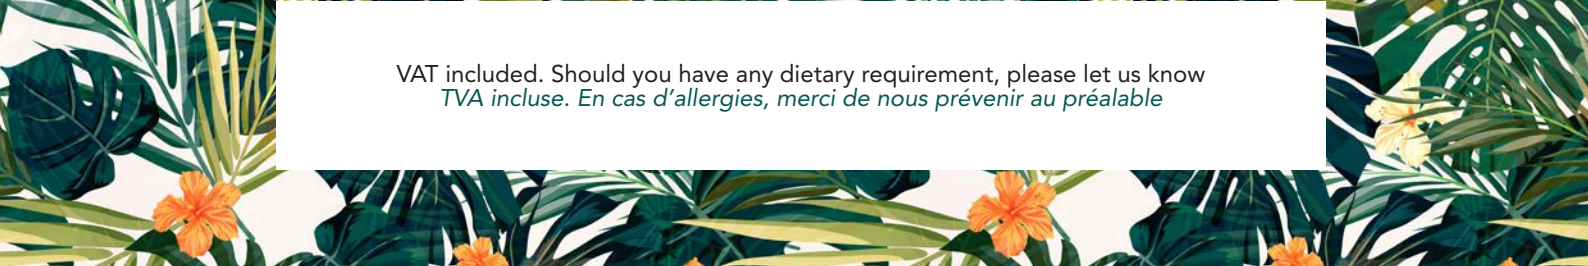 VAT included. Should you have any dietary requirement, please let us know
TVA incluse. En cas d’allergies, merci de nous prévenir au préalable